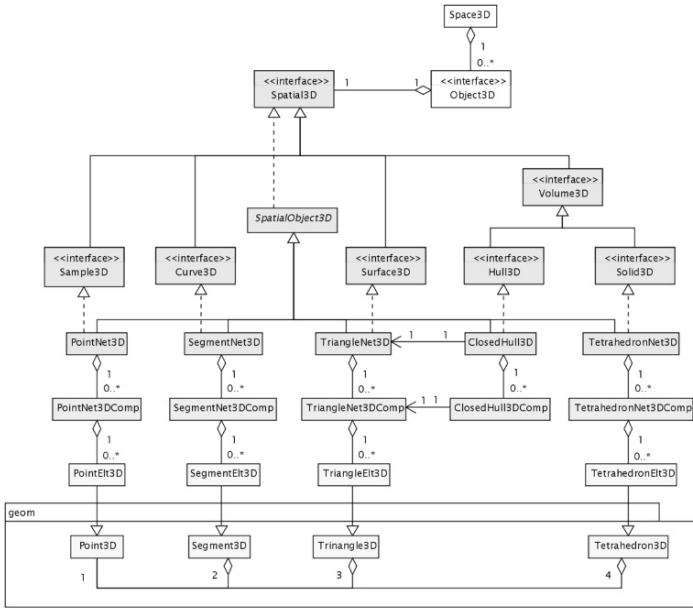 Space3D
1
0..*
<<interface>>
Spatial3D
1
1
<<interface>>
Object3D
<<interface>>
Volume3D
SpatialObject3D
<<interface>>
Sample3D
<<interface>>
Curve3D
<<interface>>
Surface3D
<<interface>>
Hull3D
<<interface>>
Solid3D
PointNet3D
SegmentNet3D
TriangleNet3D
1
1
ClosedHull3D
TetrahedronNet3D
1
0..*
1
0..*
1
0..*
1
0..*
1
0..*
PointNet3DComp
SegmentNet3DComp
TriangleNet3DComp
1
1
ClosedHull3DComp
TetrahedronNet3DComp
1
0..*
1
0..*
1
0..*
1
0..*
PointElt3D
SegmentElt3D
TriangleElt3D
TetrahedronElt3D
geom
Point3D
Segment3D
Trinangle3D
Tetrahedron3D
1
2
3
4